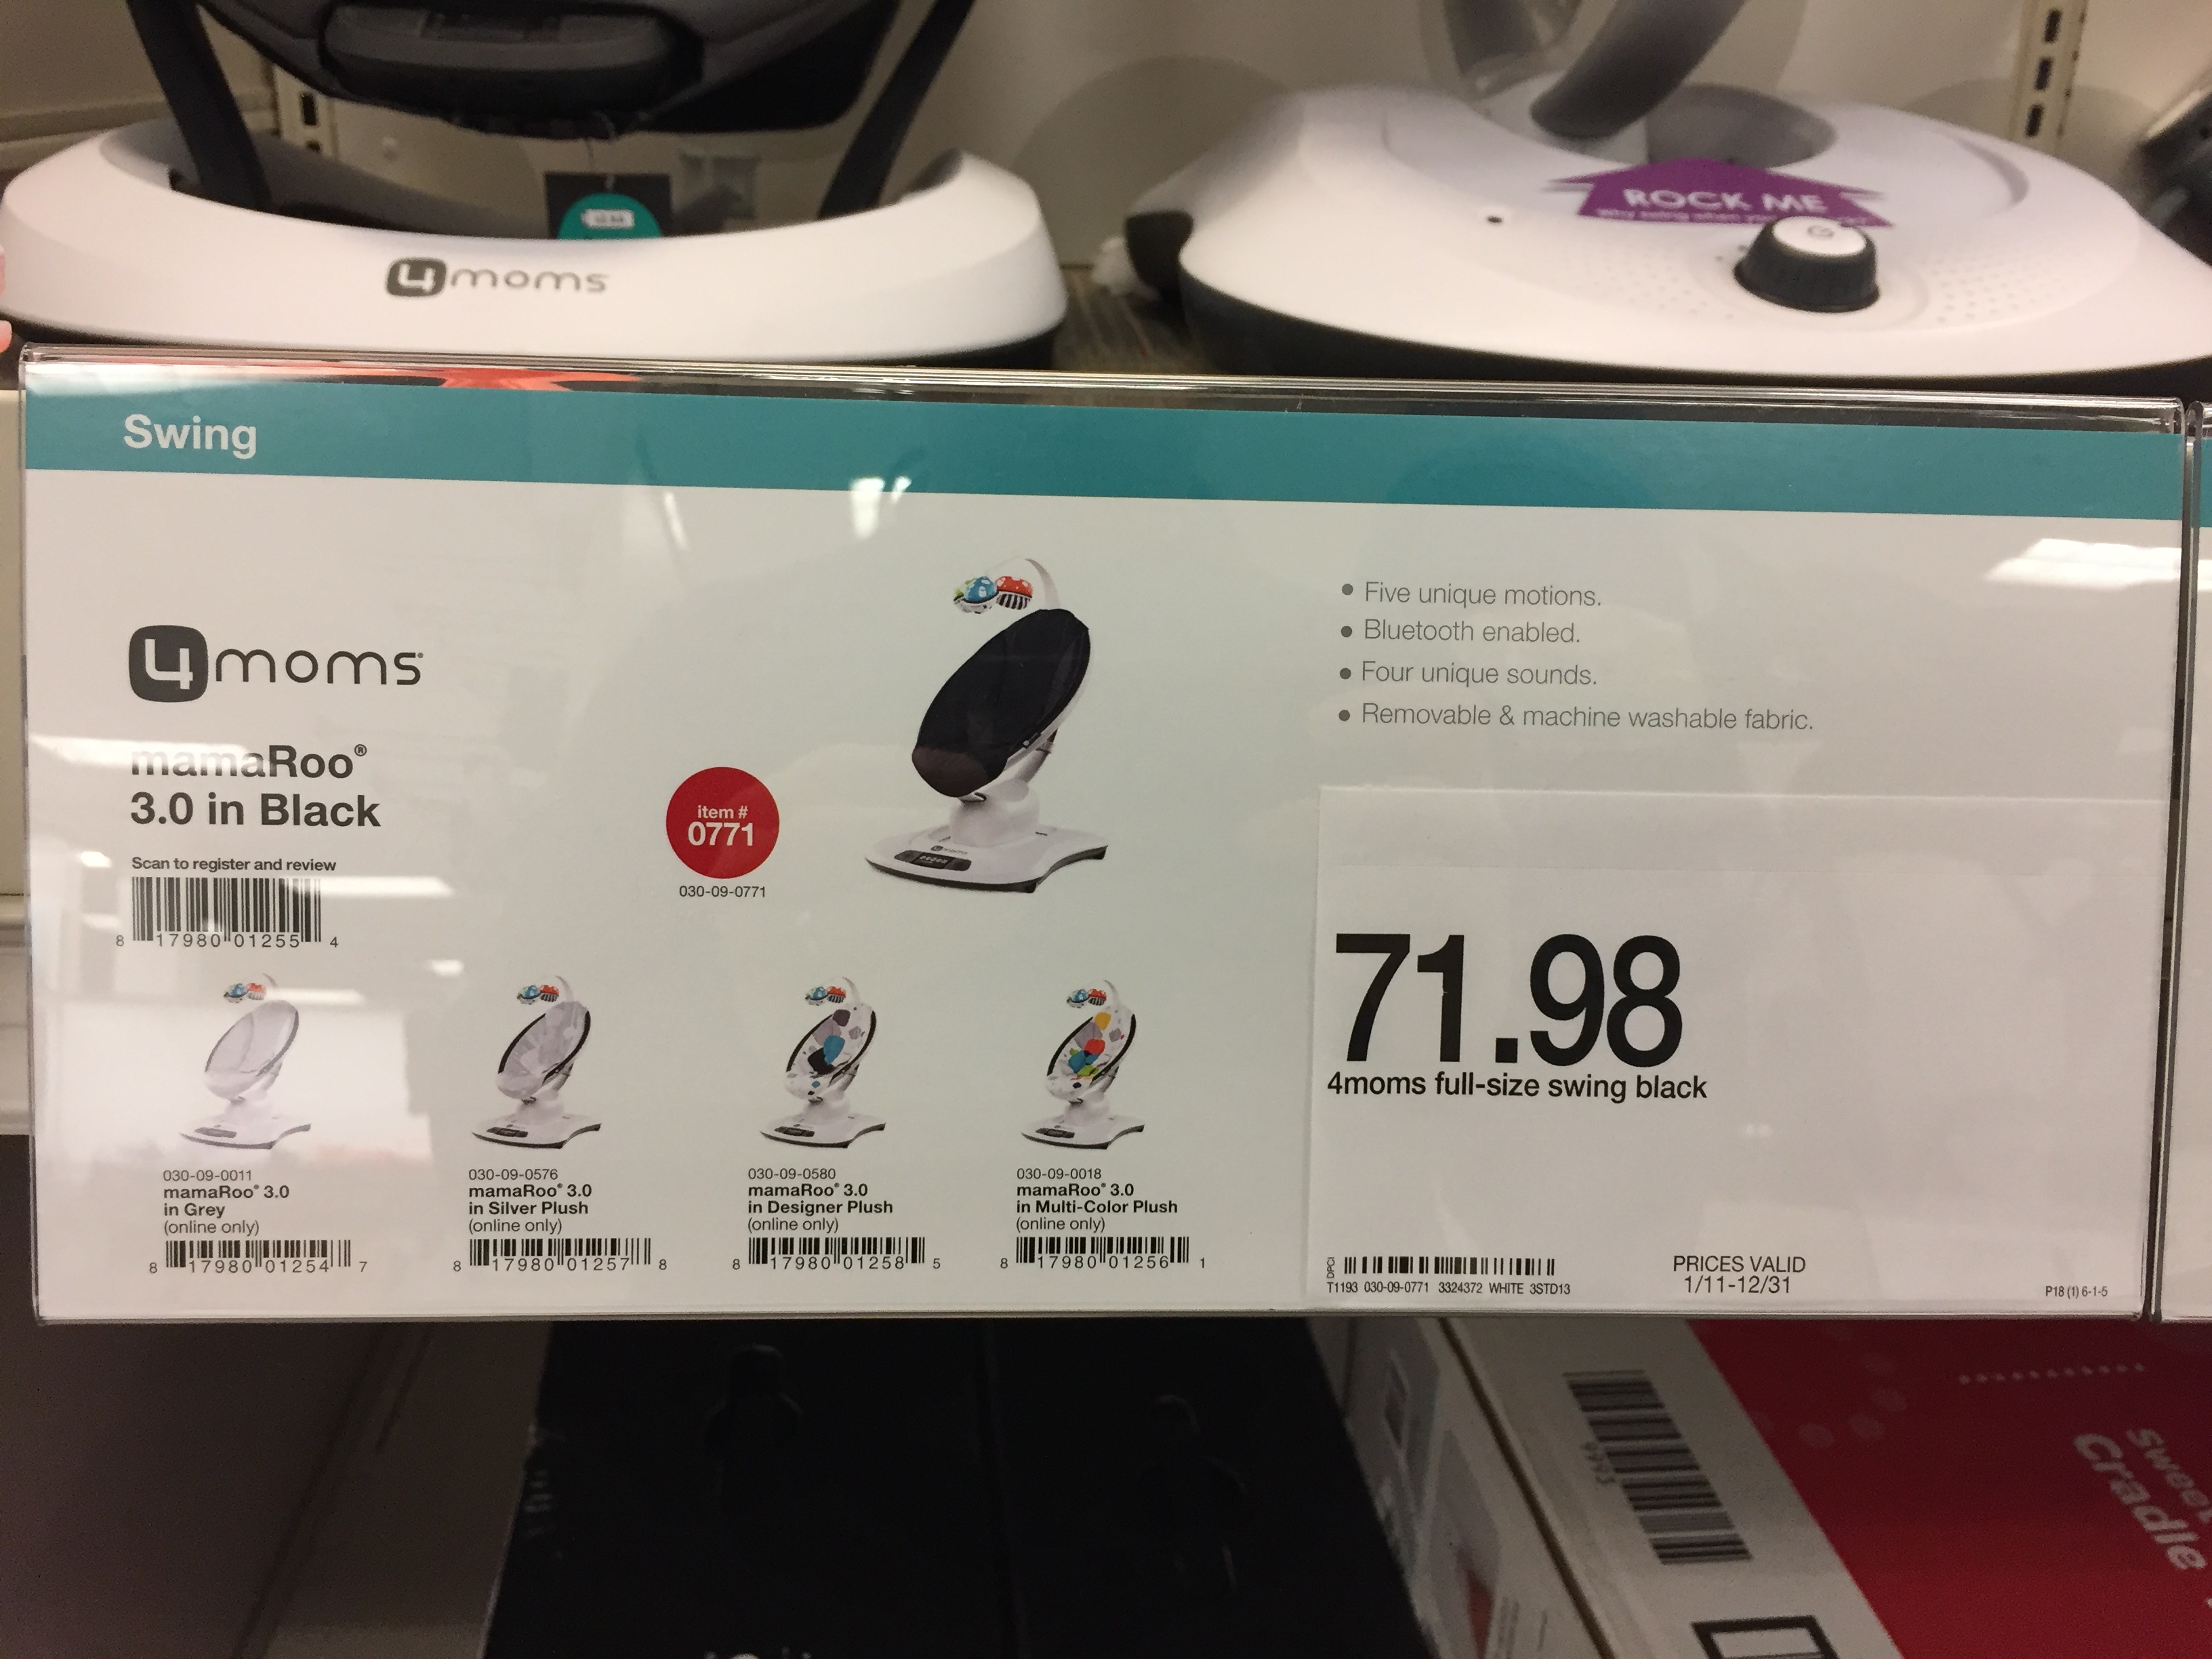 4moms
ROCK ME
Swing
4moms
mamaRoo®
3.0 in Black
Scan to register and review
8 17980 01255 4
item #
0771
030-09-0771
• Five unique motions.
• Bluetooth enabled.
• Four unique sounds.
• Removable & machine washable fabric.
030-09-0011
mamaRoo® 3.0
in Grey
(online only)
8 17980 01254 7
030-09-0576
mamaRoo® 3.0
in Silver Plush
(online only)
8 17980 01257 8
030-09-0580
mamaRoo® 3.0
in Designer Plush
(online only)
8 17980 01258 5
030-09-0018
mamaRoo® 3.0
in Multi-Color Plush
(online only)
8 17980 01256 1
71.98
4moms full-size swing black
DPCI
T1193 030-09-0771 3324372 WHITE 3STD13
PRICES VALID
1/11-12/31
P18 (1) 6-1-5
Sweet
Cradle